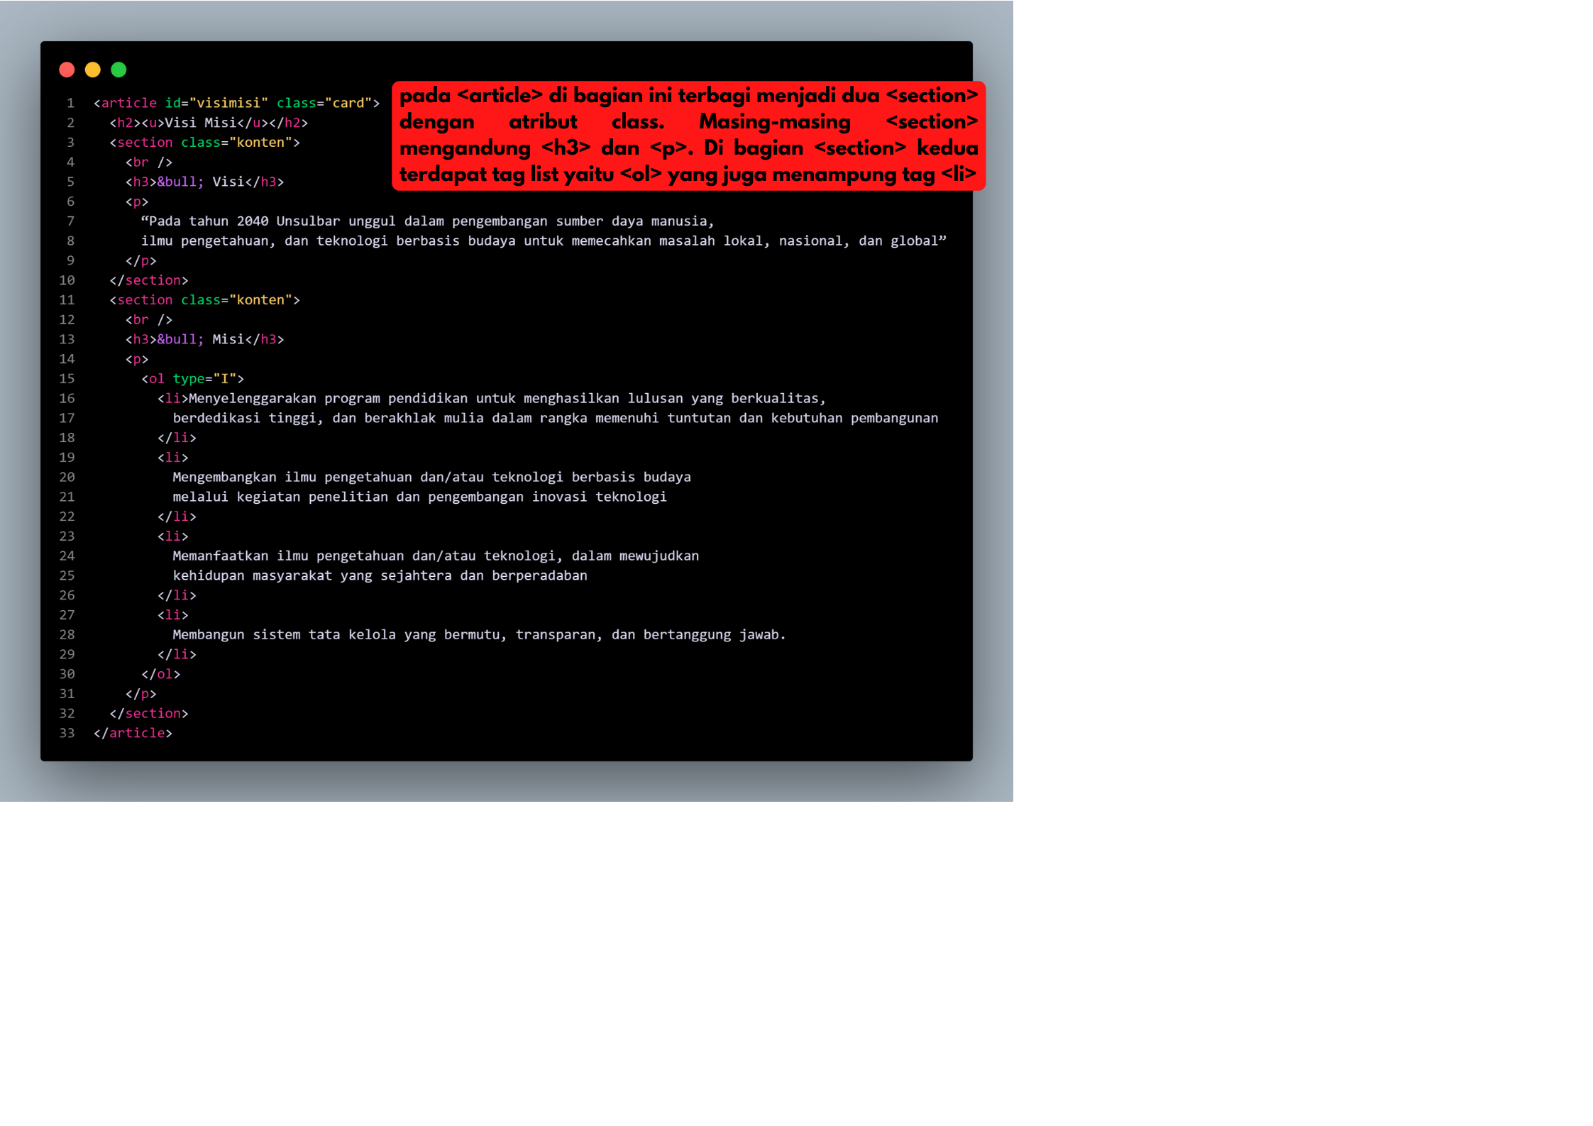 pada <article> di bagian ini terbagi menjadi dua <section>
dengan atribut class. Masing-masing <section>
mengandung <h3> dan <p>. Di bagian <section> kedua
terdapat tag list yaitu <ol> yang juga menampung tag <li>
1 <article id="visimisi" class="card">
2 <h2><u>Visi Misi</u></h2>
3 <section class="konten">
4 <br />
5 <h3>&bull; Visi</h3>
6 <p>
7 “Pada tahun 2040 Unsulbar unggul dalam pengembangan sumber daya manusia,
8 ilmu pengetahuan, dan teknologi berbasis budaya untuk memecahkan masalah lokal, nasional, dan global”
9 </p>
10 </section>
11 <section class="konten">
12 <br />
13 <h3>&bull; Misi</h3>
14 <p>
15 <ol type="I">
16 <li>Menyelenggarakan program pendidikan untuk menghasilkan lulusan yang berkualitas,
17 berdedikasi tinggi, dan berakhlak mulia dalam rangka memenuhi tuntutan dan kebutuhan pembangunan
18 </li>
19 <li>
20 Mengembangkan ilmu pengetahuan dan/atau teknologi berbasis budaya
21 melalui kegiatan penelitian dan pengembangan inovasi teknologi
22 </li>
23 <li>
24 Memanfaatkan ilmu pengetahuan dan/atau teknologi, dalam mewujudkan
25 kehidupan masyarakat yang sejahtera dan berperadaban
26 </li>
27 <li>
28 Membangun sistem tata kelola yang bermutu, transparan, dan bertanggung jawab.
29 </li>
30 </ol>
31 </p>
32 </section>
33 </article>